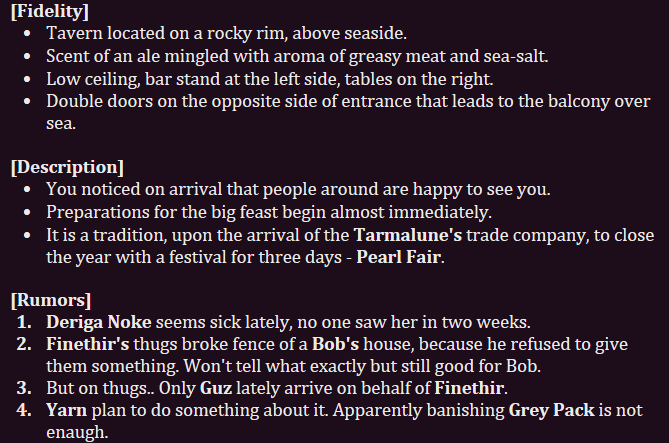 [Fidelity]
• Tavern located on a rocky rim, above seaside.
• Scent of an ale mingled with aroma of greasy meat and sea-salt.
• Low ceiling, bar stand at the left side, tables on the right.
• Double doors on the opposite side of entrance that leads to the balcony over
sea.
[Description]
• You noticed on arrival that people around are happy to see you.
• Preparations for the big feast begin almost immediately.
• It is a tradition, upon the arrival of the Tarmalune's trade company, to close
the year with a festival for three days - Pearl Fair.
[Rumors]
1. Deriga Noke seems sick lately, no one saw her in two weeks.
2. Finethir's thugs broke fence of a Bob's house, because he refused to give
them something. Won't tell what exactly but still good for Bob.
3. But on thugs.. Only Guz lately arrive on behalf of Finethir.
4. Yarn plan to do something about it. Apparently banishing Grey Pack is not
enaugh.